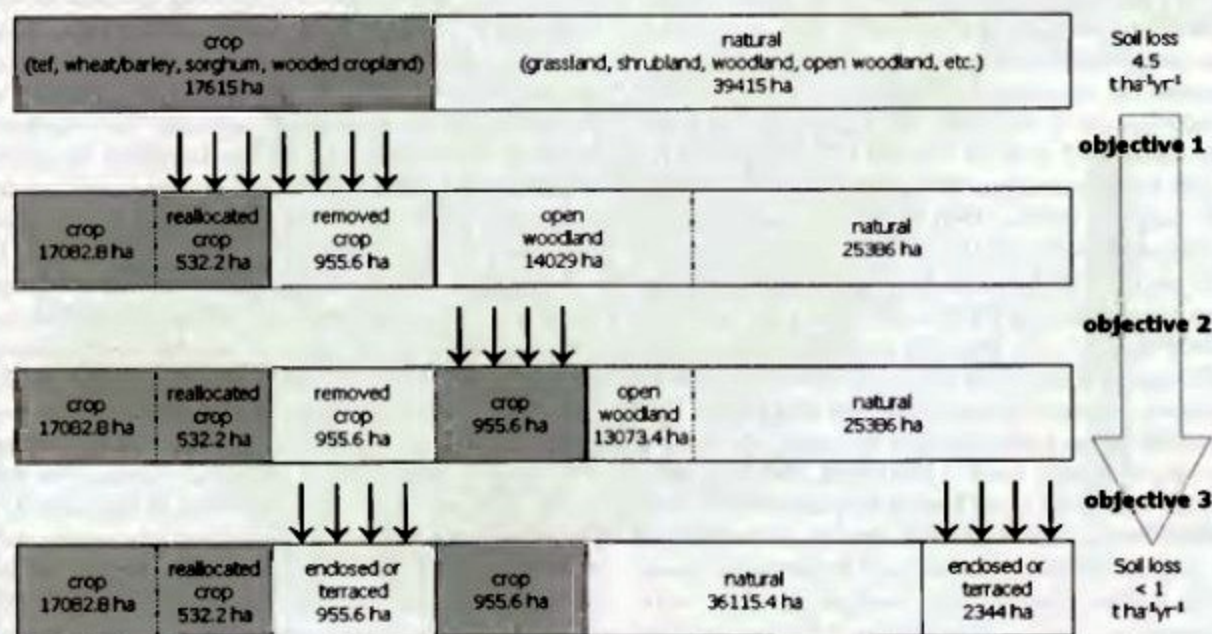 crop
(tef, wheat/barley, sorghum, wooded cropland)
17615 ha
natural
(grassland, shrubland, woodland, open woodland, etc.)
39415 ha
Soil loss
4.5
t ha⁻¹yr⁻¹
objective 1
crop
17082.8 ha
reallocated
crop
532.2 ha
removed
crop
955.6 ha
open
woodland
14029 ha
natural
25386 ha
objective 2
crop
17082.8 ha
reallocated
crop
532.2 ha
removed
crop
955.6 ha
crop
955.6 ha
open
woodland
13073.4 ha
natural
25386 ha
objective 3
crop
17082.8 ha
reallocated
crop
532.2 ha
enclosed or
terraced
955.6 ha
crop
955.6 ha
natural
36115.4 ha
enclosed or
terraced
2344 ha
Soil loss
< 1
t ha⁻¹yr⁻¹